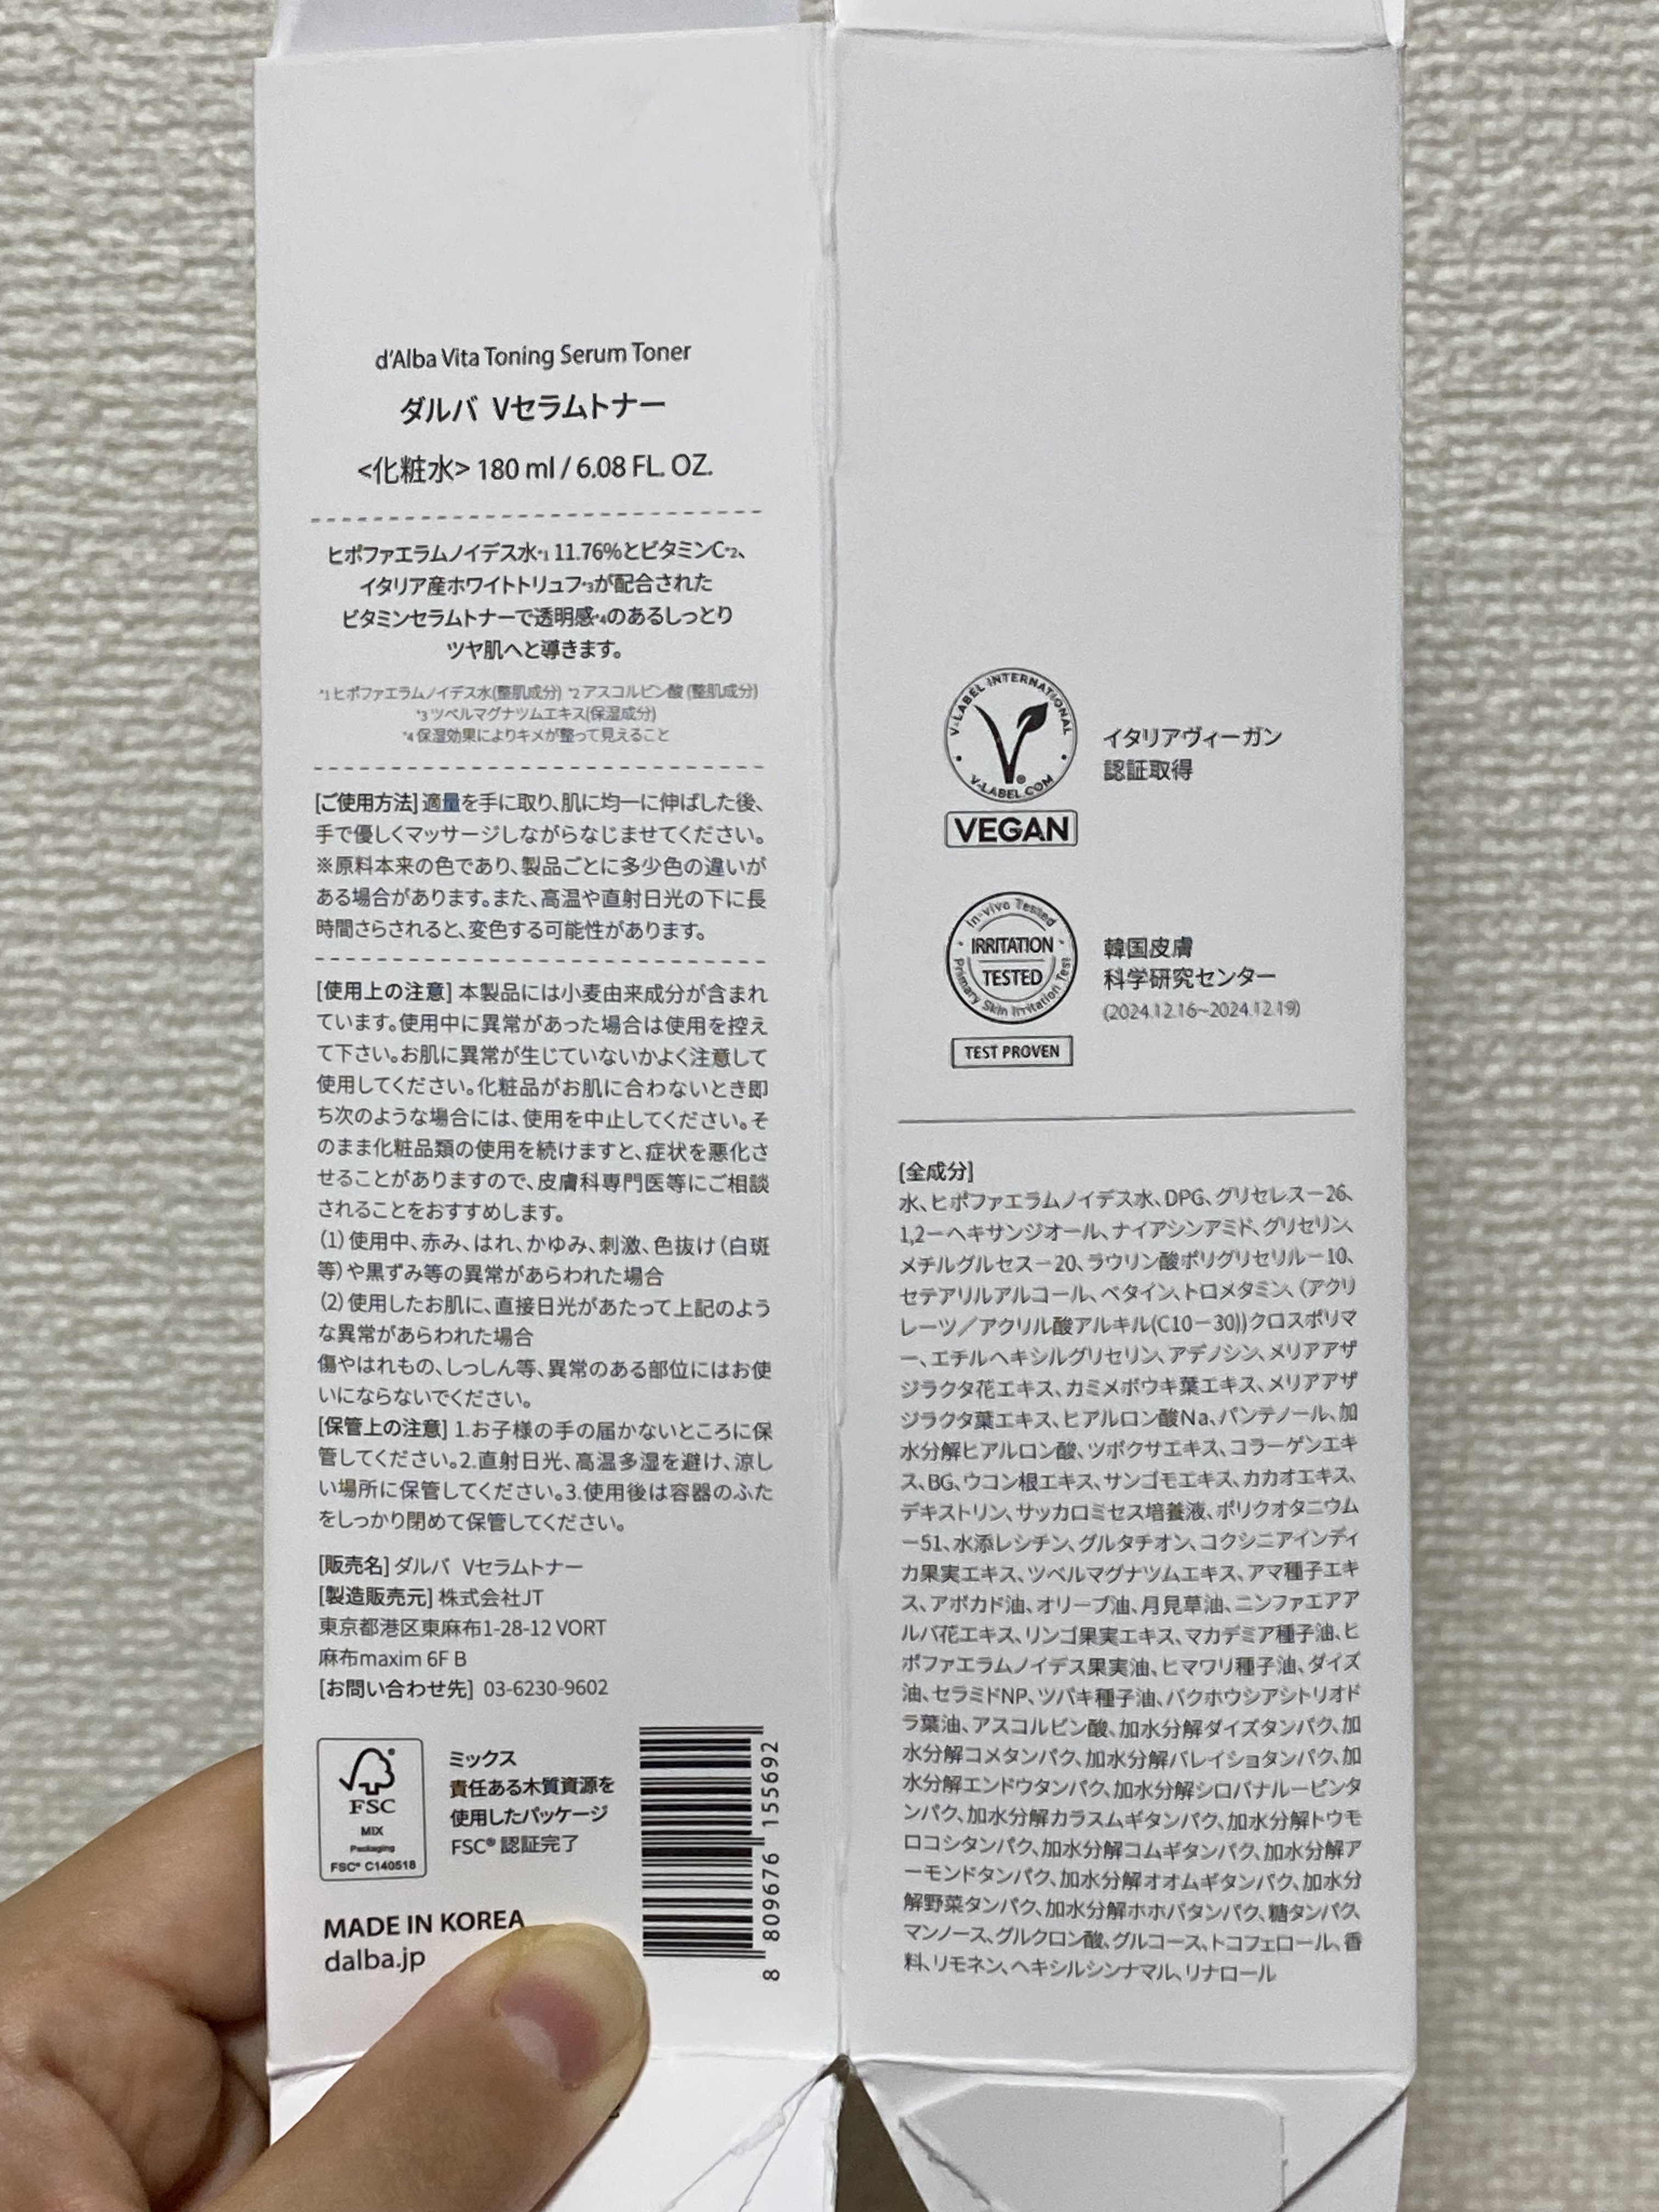 d'Alba Vita Toning Serum Toner
ダルバ Vセラムトナー
<化粧水> 180 ml / 6.08 FL. OZ.
ヒポファエラムノイデス水*1 11.76%とビタミンC*2、
イタリア産ホワイトトリュフ*3が配合された
ビタミンセラムトナーで透明感*4のあるしっとり
ツヤ肌へと導きます。
*1 ヒポファエラムノイデス水(整肌成分) *2 アスコルビン酸 (整肌成分)
*3 ツベルマグナツムエキス(保湿成分)
*4 保湿効果によりキメが整って見えること
[ご使用方法] 適量を手に取り、肌に均一に伸ばした後、
手で優しくマッサージしながらなじませてください。
※原料本来の色であり、製品ごとに多少色の違いが
ある場合があります。また、高温や直射日光の下に長
時間さらされると、変色する可能性があります。
[使用上の注意] 本製品には小麦由来成分が含まれ
ています。使用中に異常があった場合は使用を控え
て下さい。お肌に異常が生じていないかよく注意して
使用してください。化粧品がお肌に合わないとき即
ち次のような場合には、使用を中止してください。そ
のまま化粧品類の使用を続けますと、症状を悪化さ
せることがありますので、皮膚科専門医等にご相談
されることをおすすめします。
(1) 使用中、赤み、はれ、かゆみ、刺激、色抜け（白斑
等）や黒ずみ等の異常があらわれた場合
(2) 使用したお肌に、直接日光があたって上記のよう
な異常があらわれた場合
傷やはれもの、しっしん等、異常のある部位にはお使
いにならないでください。
[保管上の注意] 1.お子様の手の届かないところに保
管してください。2.直射日光、高温多湿を避け、涼し
い場所に保管してください。3.使用後は容器のふた
をしっかり閉めて保管してください。
[販売名] ダルバ Vセラムトナー
[製造販売元] 株式会社JT
東京都港区東麻布1-28-12 VORT
麻布maxim 6F B
[お問い合わせ先] 03-6230-9602
FSC
MIX
Packaging
FSC® C140518
ミックス
責任ある木質資源を
使用したパッケージ
FSC® 認証完了
8 809676 155692
MADE IN KOREA
dalba.jp
V-LABEL INTERNATIONAL
V-LABEL.COM
VEGAN
イタリアヴィーガン
認証取得
In-vivo Tested
IRRITATION
TESTED
Primary Skin Irritation Test
TEST PROVEN
韓国皮膚
科学研究センター
(2024.12.16~2024.12.19)
[全成分]
水、ヒポファエラムノイデス水、DPG、グリセレスー26、
1,2ーヘキサンジオール、ナイアシンアミド、グリセリン、
メチルグルセスー20、ラウリン酸ポリグリセリルー10、
セテアリルアルコール、ベタイン、トロメタミン、（アクリ
レーツ／アクリル酸アルキル(C10ー30))クロスポリマ
ー、エチルヘキシルグリセリン、アデノシン、メリアアザ
ジラクタ花エキス、カミメボウキ葉エキス、メリアアザ
ジラクタ葉エキス、ヒアルロン酸Na、パンテノール、加
水分解ヒアルロン酸、ツボクサエキス、コラーゲンエキ
ス、BG、ウコン根エキス、サンゴモエキス、カカオエキス、
デキストリン、サッカロミセス培養液、ポリクオタニウム
ー51、水添レシチン、グルタチオン、コクシニアインディ
カ果実エキス、ツベルマグナツムエキス、アマ種子エキ
ス、アボカド油、オリーブ油、月見草油、ニンファエアア
ルバ花エキス、リンゴ果実エキス、マカデミア種子油、ヒ
ポファエラムノイデス果実油、ヒマワリ種子油、ダイズ
油、セラミドNP、ツバキ種子油、バクホウシアシトリオド
ラ葉油、アスコルビン酸、加水分解ダイズタンパク、加
水分解コメタンパク、加水分解バレイショタンパク、加
水分解エンドウタンパク、加水分解シロバナルーピンタ
ンパク、加水分解カラスムギタンパク、加水分解トウモ
ロコシタンパク、加水分解コムギタンパク、加水分解ア
ーモンドタンパク、加水分解オオムギタンパク、加水分
解野菜タンパク、加水分解ホホバタンパク、糖タンパク、
マンノース、グルクロン酸、グルコース、トコフェロール、香
料、リモネン、ヘキシルシンナマル、リナロール